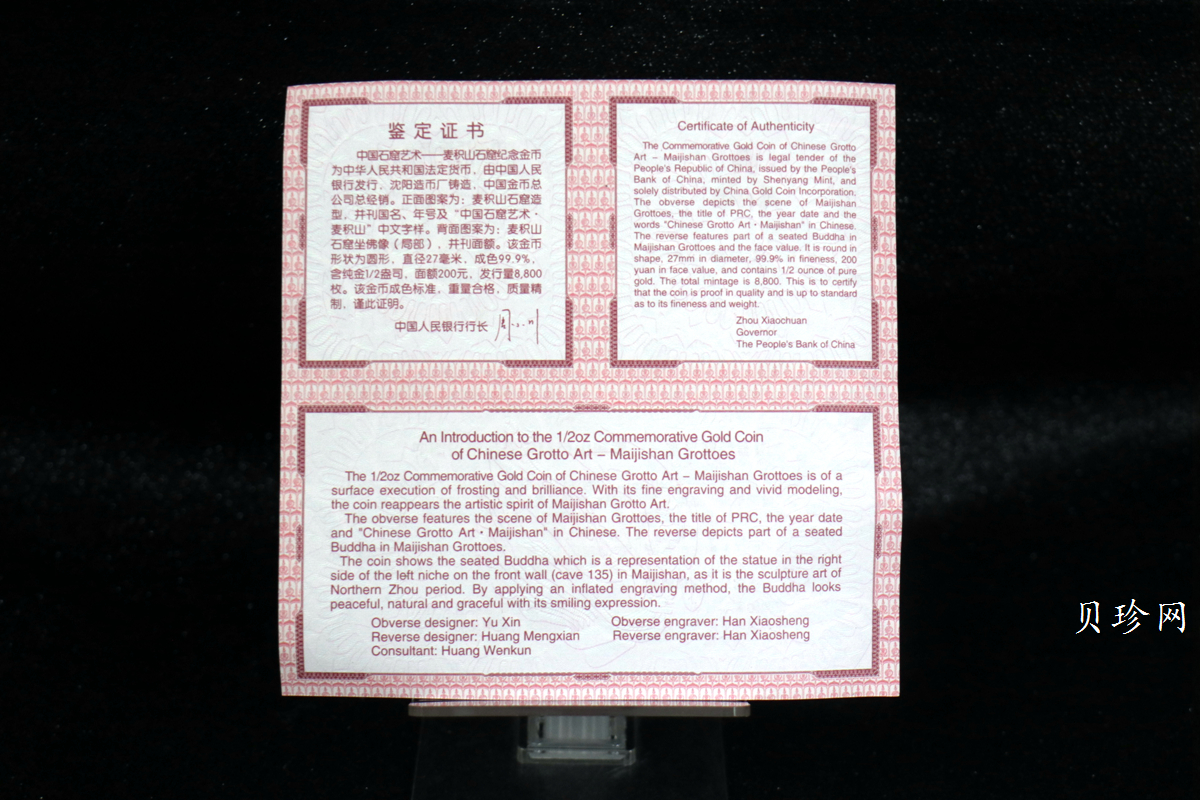 鉴定证书
中国石窟艺术——麦积山石窟纪念金币
为中华人民共和国法定货币，由中国人民
银行发行，沈阳造币厂铸造，中国金币总
公司总经销。正面图案为：麦积山石窟造
型，并刊国名、年号及“中国石窟艺术·
麦积山”中文字样。背面图案为：麦积山
石窟坐佛像（局部），并刊面额。该金币
形状为圆形，直径27毫米，成色99.9%，
含纯金1/2盎司，面额200元，发行量8,800
枚。该金币成色标准，重量合格，质量精
制，谨此证明。
中国人民银行行长
Certificate of Authenticity
The Commemorative Gold Coin of Chinese Grotto
Art – Maijishan Grottoes is legal tender of the
People's Republic of China, issued by the People's
Bank of China, minted by Shenyang Mint, and
solely distributed by China Gold Coin Incorporation.
The obverse depicts the scene of Maijishan
Grottoes, the title of PRC, the year date and the
words "Chinese Grotto Art · Maijishan" in Chinese.
The reverse features part of a seated Buddha in
Maijishan Grottoes and the face value. It is round in
shape, 27mm in diameter, 99.9% in fineness, 200
yuan in face value, and contains 1/2 ounce of pure
gold. The total mintage is 8,800. This is to certify
that the coin is proof in quality and is up to standard
as to its fineness and weight.
Zhou Xiaochuan
Governor
The People's Bank of China
An Introduction to the 1/2oz Commemorative Gold Coin
of Chinese Grotto Art – Maijishan Grottoes
The 1/2oz Commemorative Gold Coin of Chinese Grotto Art – Maijishan Grottoes is of a
surface execution of frosting and brilliance. With its fine engraving and vivid modeling,
the coin reappears the artistic spirit of Maijishan Grotto Art.
The obverse features the scene of Maijishan Grottoes, the title of PRC, the year date
and "Chinese Grotto Art · Maijishan" in Chinese. The reverse depicts part of a seated
Buddha in Maijishan Grottoes.
The coin shows the seated Buddha which is a representation of the statue in the right
side of the left niche on the front wall (cave 135) in Maijishan, as it is the sculpture art of
Northern Zhou period. By applying an inflated engraving method, the Buddha looks
peaceful, natural and graceful with its smiling expression.
Obverse designer: Yu Xin Obverse engraver: Han Xiaosheng
Reverse designer: Huang Mengxian Reverse engraver: Han Xiaosheng
Consultant: Huang Wenkun
贝珍网